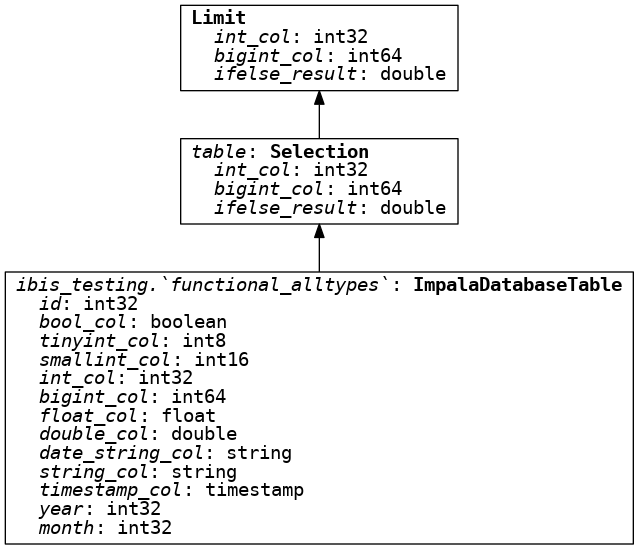 Limit
int_col: int32
bigint_col: int64
ifelse_result: double
table: Selection
int_col: int32
bigint_col: int64
ifelse_result: double
ibis_testing.`functional_alltypes`: ImpalaDatabaseTable
id: int32
bool_col: boolean
tinyint_col: int8
smallint_col: int16
int_col: int32
bigint_col: int64
float_col: float
double_col: double
date_string_col: string
string_col: string
timestamp_col: timestamp
year: int32
month: int32